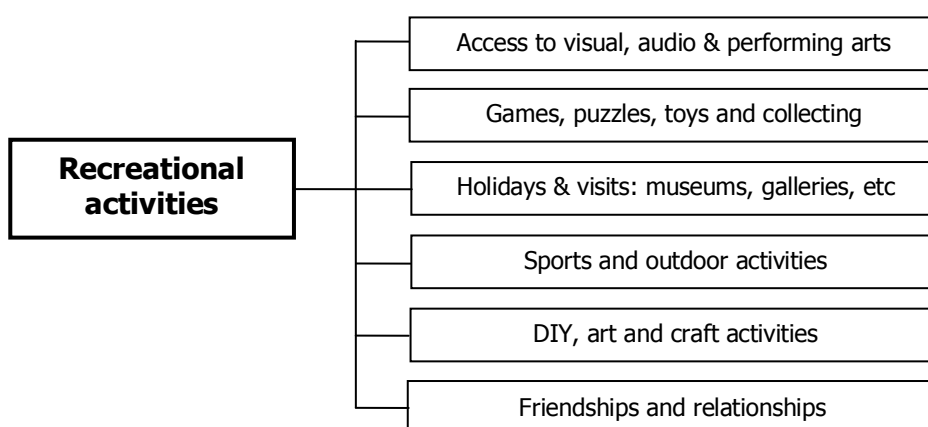 Access to visual, audio & performing arts
Games, puzzles, toys and collecting
Recreational
activities
Holidays & visits: museums, galleries, etc
Sports and outdoor activities
DIY, art and craft activities
Friendships and relationships